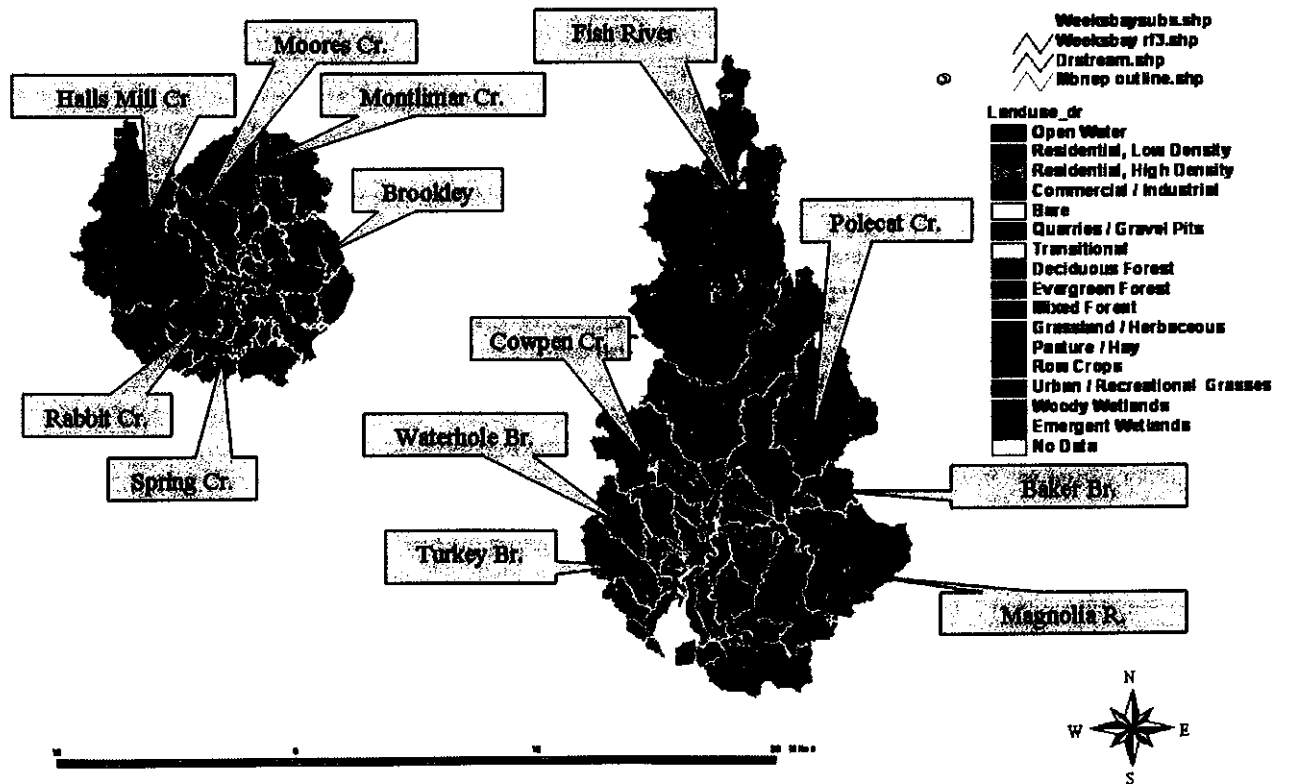 Moores Cr.
Fish River
Halls Mill Cr
Montlimar Cr.
Brookley
Polecat Cr.
Cowpen Cr.
Rabbit Cr.
Waterhole Br.
Spring Cr.
Baker Br.
Turkey Br.
Magnolia R.
Weeksbaysubs.shp
Weeksbay rf3.shp
Drstream.shp
Mbnep outline.shp
Landuse_dr
Open Water
Residential, Low Density
Residential, High Density
Commercial / Industrial
Bare
Quarries / Gravel Pits
Transitional
Deciduous Forest
Evergreen Forest
Mixed Forest
Grassland / Herbaceous
Pasture / Hay
Row Crops
Urban / Recreational Grasses
Woody Wetlands
Emergent Wetlands
No Data
N
W E
S